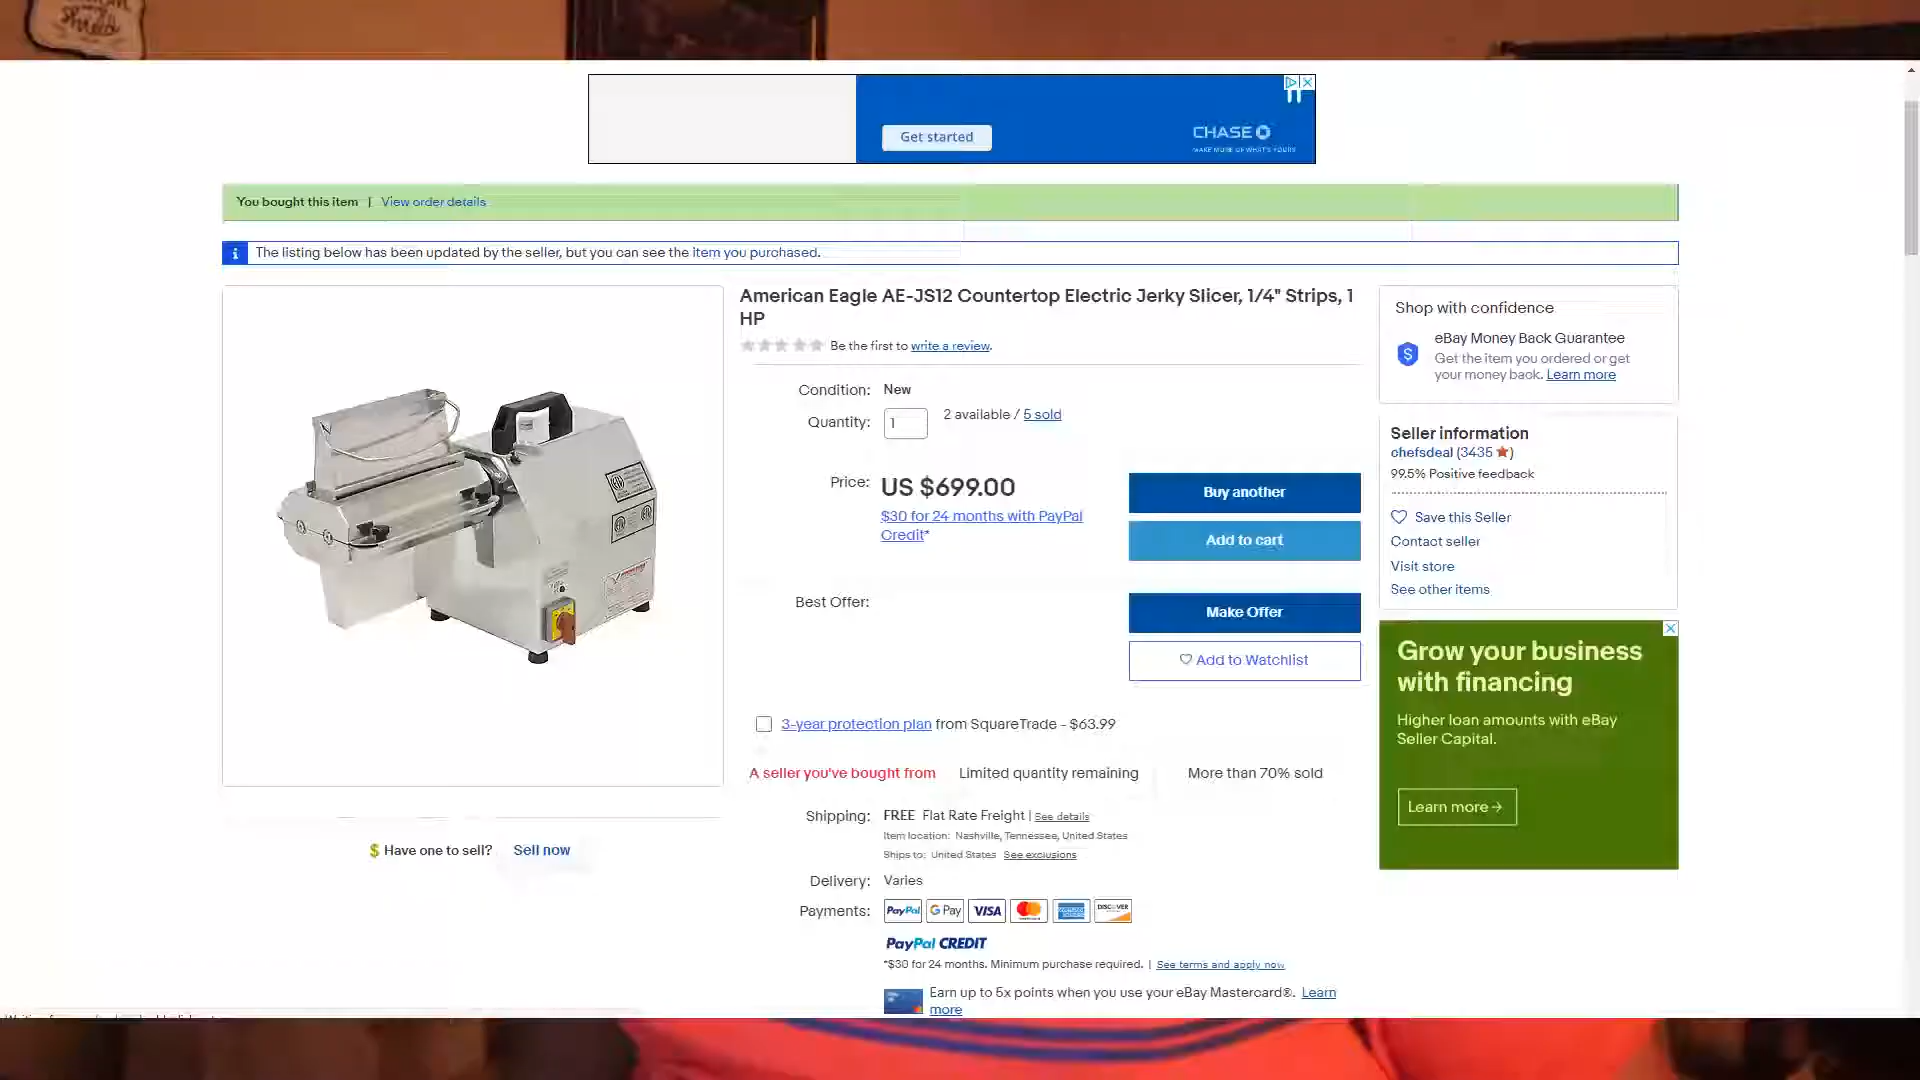 Shield
Get started
CHASE
MAKE MORE OF WHAT'S YOURS
You bought this item | View order details
The listing below has been updated by the seller, but you can see the item you purchased.
American Eagle AE-JS12 Countertop Electric Jerky Slicer, 1/4" Strips, 1
HP
Be the first to write a review.
Condition: New
Quantity: 1 2 available / 5 sold
Price: US $699.00
$30 for 24 months with PayPal
Credit*
Buy another
Add to cart
Best Offer:
Make Offer
Add to Watchlist
3-year protection plan from SquareTrade - $63.99
A seller you've bought from Limited quantity remaining More than 70% sold
Shipping: FREE Flat Rate Freight | See details
Item location: Nashville, Tennessee, United States
Ships to: United States See exclusions
Delivery: Varies
Payments: PayPal G Pay VISA DISCOVER
PayPal CREDIT
*$30 for 24 months. Minimum purchase required. | See terms and apply now
Earn up to 5x points when you use your eBay Mastercard®. Learn
more
Have one to sell? Sell now
Shop with confidence
eBay Money Back Guarantee
Get the item you ordered or get
your money back. Learn more
Seller information
chefsdeal (3435 ★)
99.5% Positive feedback
Save this Seller
Contact seller
Visit store
See other items
Grow your business
with financing
Higher loan amounts with eBay
Seller Capital.
Learn more→